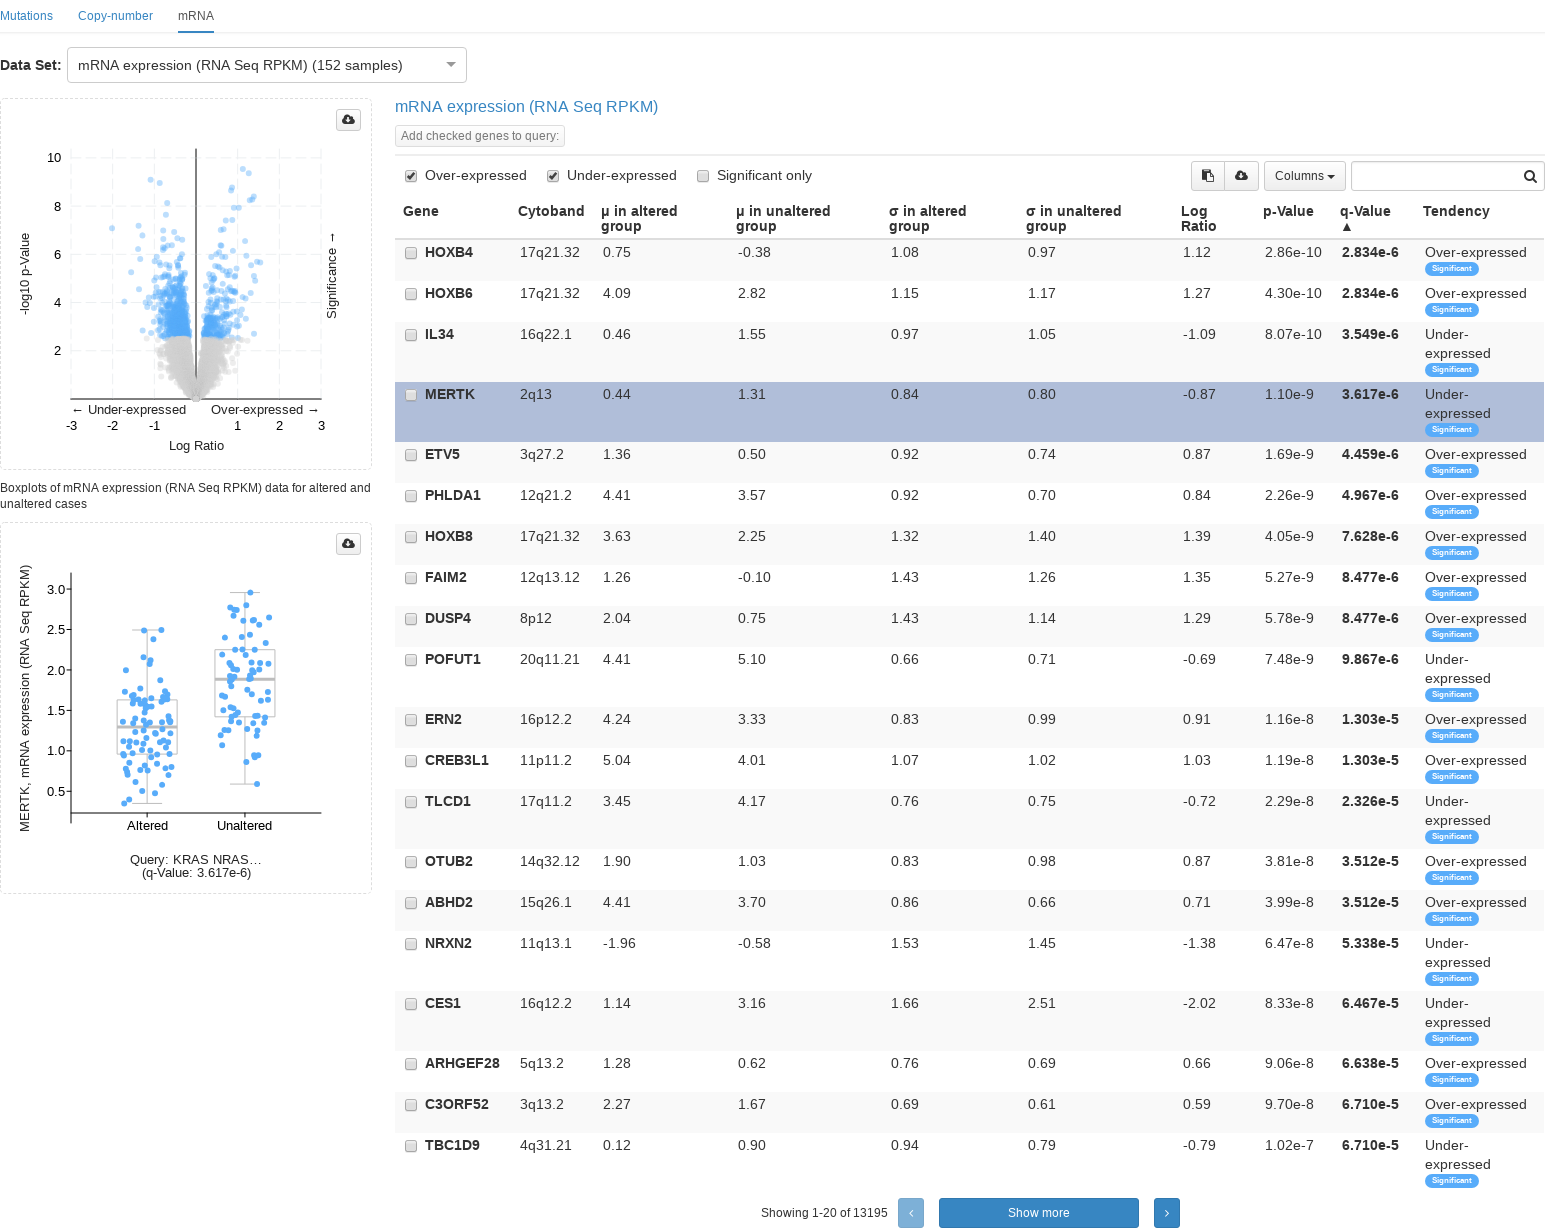 Mutations Copy-number mRNA
Data Set: mRNA expression (RNA Seq RPKM) (152 samples)
10
8
6
4
2
-log10 p-Value
Significance →
← Under-expressed Over-expressed →
-3 -2 -1 1 2 3
Log Ratio
Boxplots of mRNA expression (RNA Seq RPKM) data for altered and
unaltered cases
MERTK, mRNA expression (RNA Seq RPKM)
3.0
2.5
2.0
1.5
1.0
0.5
Altered Unaltered
Query: KRAS NRAS…
(q-Value: 3.617e-6)
mRNA expression (RNA Seq RPKM)
Add checked genes to query:
Over-expressed Under-expressed Significant only
Columns
Gene Cytoband μ in altered group μ in unaltered group σ in altered group σ in unaltered group Log Ratio p-Value q-Value ▲ Tendency
HOXB4 17q21.32 0.75 -0.38 1.08 0.97 1.12 2.86e-10 2.834e-6 Over-expressed
Significant
HOXB6 17q21.32 4.09 2.82 1.15 1.17 1.27 4.30e-10 2.834e-6 Over-expressed
Significant
IL34 16q22.1 0.46 1.55 0.97 1.05 -1.09 8.07e-10 3.549e-6 Under-
expressed
Significant
MERTK 2q13 0.44 1.31 0.84 0.80 -0.87 1.10e-9 3.617e-6 Under-
expressed
Significant
ETV5 3q27.2 1.36 0.50 0.92 0.74 0.87 1.69e-9 4.459e-6 Over-expressed
Significant
PHLDA1 12q21.2 4.41 3.57 0.92 0.70 0.84 2.26e-9 4.967e-6 Over-expressed
Significant
HOXB8 17q21.32 3.63 2.25 1.32 1.40 1.39 4.05e-9 7.628e-6 Over-expressed
Significant
FAIM2 12q13.12 1.26 -0.10 1.43 1.26 1.35 5.27e-9 8.477e-6 Over-expressed
Significant
DUSP4 8p12 2.04 0.75 1.43 1.14 1.29 5.78e-9 8.477e-6 Over-expressed
Significant
POFUT1 20q11.21 4.41 5.10 0.66 0.71 -0.69 7.48e-9 9.867e-6 Under-
expressed
Significant
ERN2 16p12.2 4.24 3.33 0.83 0.99 0.91 1.16e-8 1.303e-5 Over-expressed
Significant
CREB3L1 11p11.2 5.04 4.01 1.07 1.02 1.03 1.19e-8 1.303e-5 Over-expressed
Significant
TLCD1 17q11.2 3.45 4.17 0.76 0.75 -0.72 2.29e-8 2.326e-5 Under-
expressed
Significant
OTUB2 14q32.12 1.90 1.03 0.83 0.98 0.87 3.81e-8 3.512e-5 Over-expressed
Significant
ABHD2 15q26.1 4.41 3.70 0.86 0.66 0.71 3.99e-8 3.512e-5 Over-expressed
Significant
NRXN2 11q13.1 -1.96 -0.58 1.53 1.45 -1.38 6.47e-8 5.338e-5 Under-
expressed
Significant
CES1 16q12.2 1.14 3.16 1.66 2.51 -2.02 8.33e-8 6.467e-5 Under-
expressed
Significant
ARHGEF28 5q13.2 1.28 0.62 0.76 0.69 0.66 9.06e-8 6.638e-5 Over-expressed
Significant
C3ORF52 3q13.2 2.27 1.67 0.69 0.61 0.59 9.70e-8 6.710e-5 Over-expressed
Significant
TBC1D9 4q31.21 0.12 0.90 0.94 0.79 -0.79 1.02e-7 6.710e-5 Under-
expressed
Significant
Showing 1-20 of 13195 ‹ Show more ›